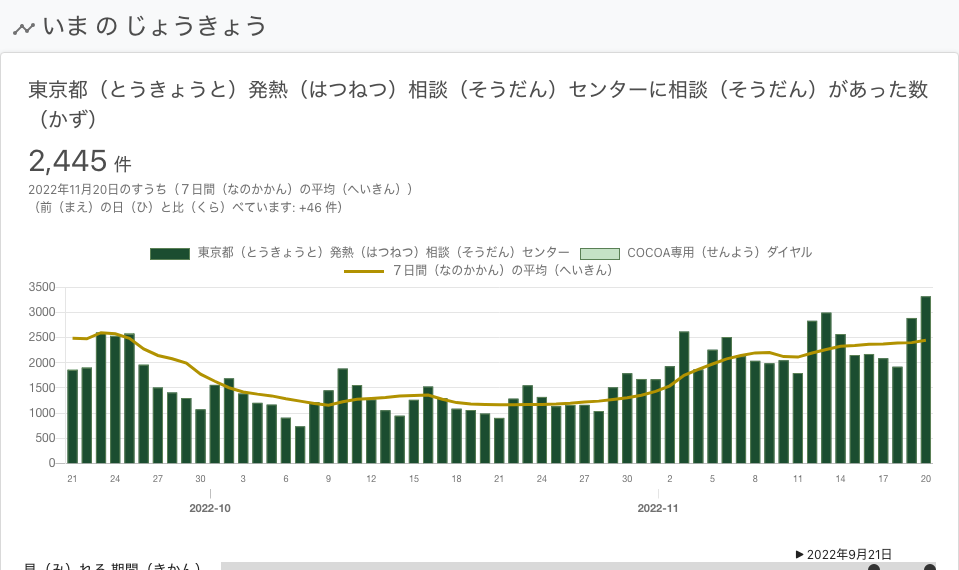 いま の じょうきょう
東京都（とうきょうと）発熱（はつねつ）相談（そうだん）センターに相談（そうだん）があった数
（かず）
2,445 件
2022年11月20日のすうち（７日間（なのかかん）の平均（へいきん））
（前（まえ）の日（ひ）と比（くら）べています: +46 件）
東京都（とうきょうと）発熱（はつねつ）相談（そうだん）センター COCOA専用（せんよう）ダイヤル
７日間（なのかかん）の平均（へいきん）
3500
3000
2500
2000
1500
1000
500
0
21 24 27 30 3 6 9 12 15 18 21 24 27 30 2 5 8 11 14 17 20
2022-10 2022-11
▶ 2022年9月21日
見（み）れる 期間（きかん）